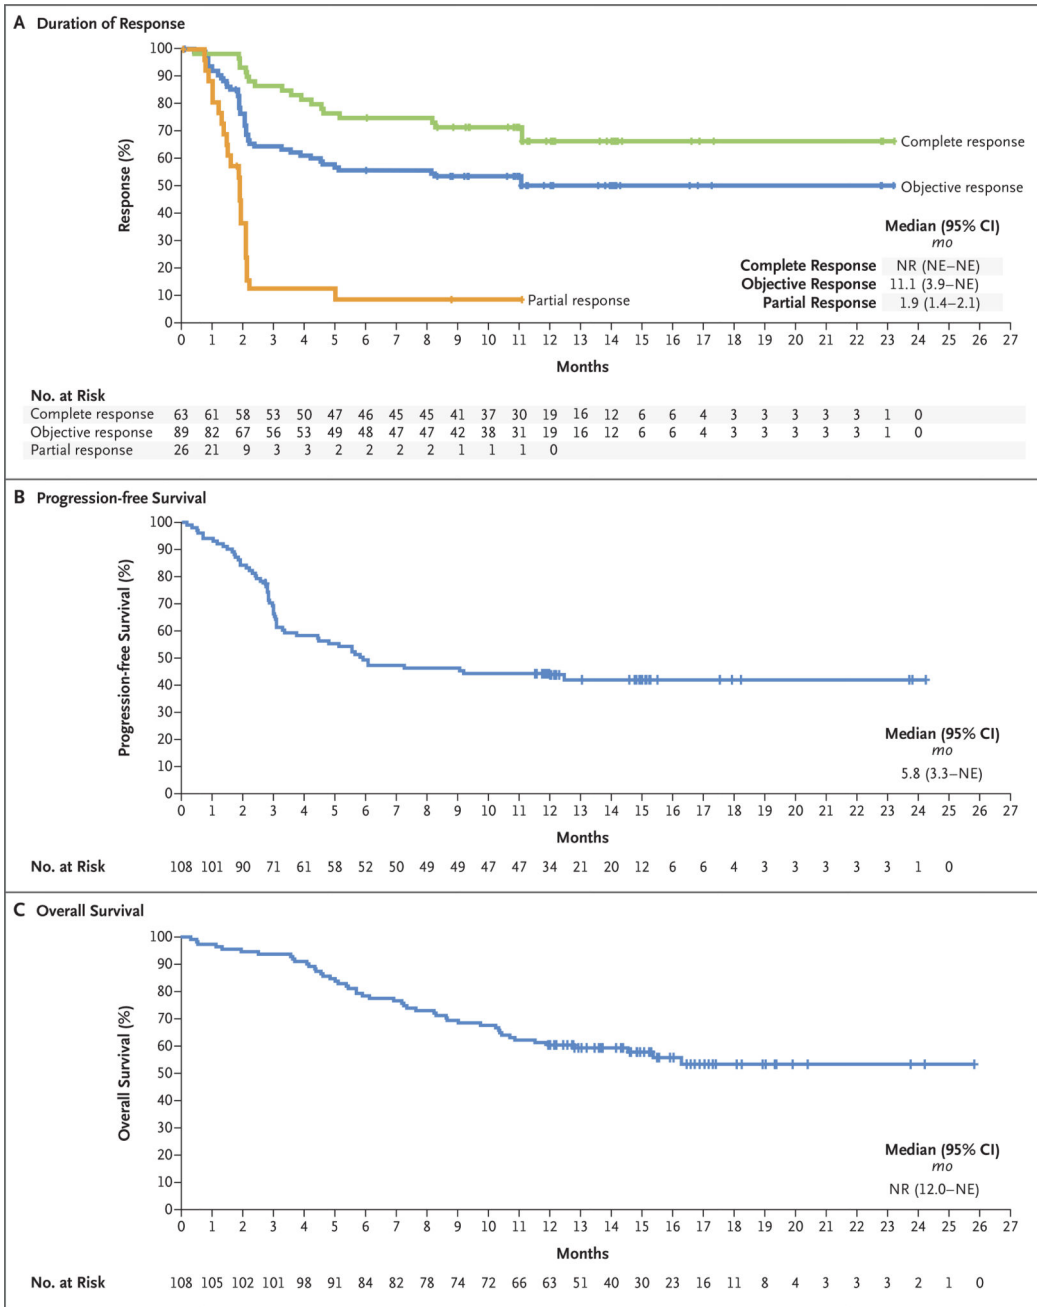 A Duration of Response
100
90
80
70
60
50
40
30
20
10
0
Response (%)
Complete response
Objective response
Partial response
Median (95% CI)
mo
Complete Response NR (NE–NE)
Objective Response 11.1 (3.9–NE)
Partial Response 1.9 (1.4–2.1)
0 1 2 3 4 5 6 7 8 9 10 11 12 13 14 15 16 17 18 19 20 21 22 23 24 25 26 27
Months
No. at Risk
Complete response 63 61 58 53 50 47 46 45 45 41 37 30 19 16 12 6 6 4 3 3 3 3 3 1 0
Objective response 89 82 67 56 53 49 48 47 47 42 38 31 19 16 12 6 6 4 3 3 3 3 3 1 0
Partial response 26 21 9 3 3 2 2 2 2 1 1 1 0
B Progression-free Survival
100
90
80
70
60
50
40
30
20
10
0
Progression-free Survival (%)
Median (95% CI)
mo
5.8 (3.3–NE)
0 1 2 3 4 5 6 7 8 9 10 11 12 13 14 15 16 17 18 19 20 21 22 23 24 25 26 27
Months
No. at Risk 108 101 90 71 61 58 52 50 49 49 47 47 34 21 20 12 6 6 4 3 3 3 3 3 1 0
C Overall Survival
100
90
80
70
60
50
40
30
20
10
0
Overall Survival (%)
Median (95% CI)
mo
NR (12.0–NE)
0 1 2 3 4 5 6 7 8 9 10 11 12 13 14 15 16 17 18 19 20 21 22 23 24 25 26 27
Months
No. at Risk 108 105 102 101 98 91 84 82 78 74 72 66 63 51 40 30 23 16 11 8 4 3 3 3 2 1 0